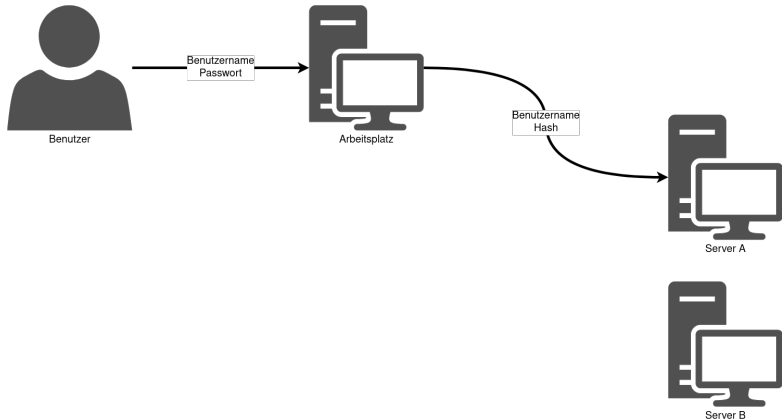 Benutzername
Passwort
Benutzer
Arbeitsplatz
Benutzername
Hash
Server A
Server B